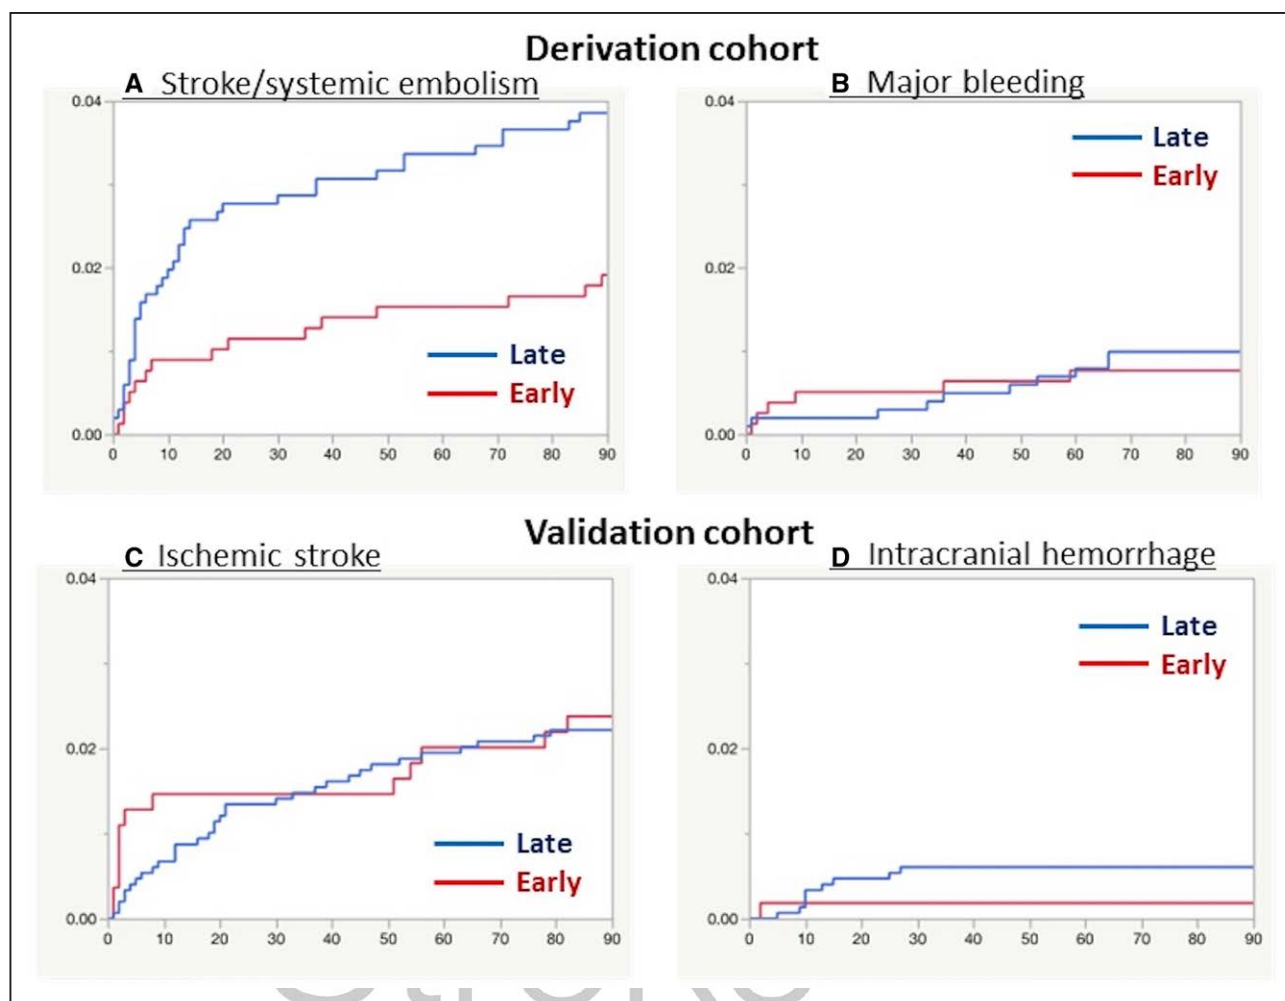 Derivation cohort
A Stroke/systemic embolism
B Major bleeding
0.04
0.02
0.00
0 10 20 30 40 50 60 70 80 90
Late
Early
0.04
0.02
0.00
0 10 20 30 40 50 60 70 80 90
Late
Early
Validation cohort
C Ischemic stroke
D Intracranial hemorrhage
0.04
0.02
0.00
0 10 20 30 40 50 60 70 80 90
Late
Early
0.04
0.02
0.00
0 10 20 30 40 50 60 70 80 90
Late
Early